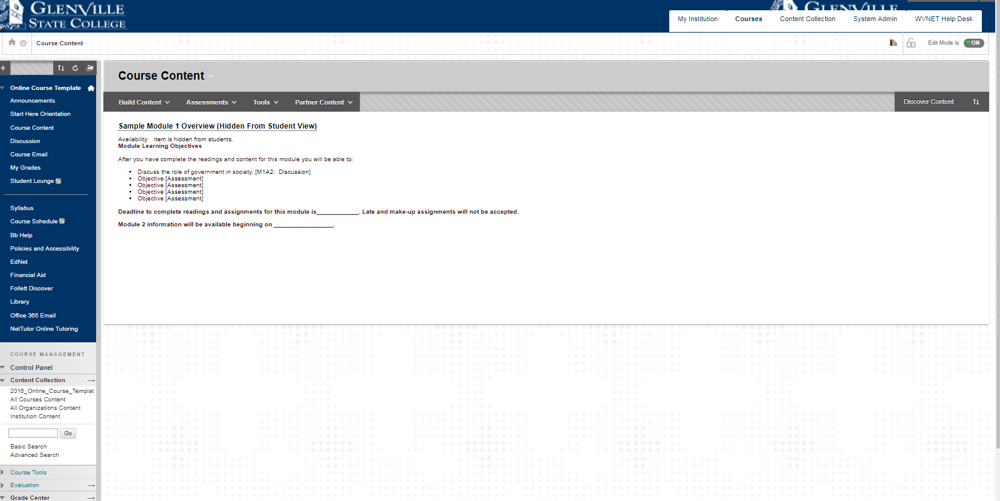 GLENVILLE
STATE COLLEGE
GLENVILLE
My Institution
Courses
Content Collection
System Admin
WVNET Help Desk
Course Content
Edit Mode is:
ON
Online Course Template
Announcements
Start Here Orientation
Course Content
Discussion
Course Email
My Grades
Student Lounge
Syllabus
Course Schedule
Bb Help
Policies and Accessibility
EdNet
Financial Aid
Follett Discover
Library
Office 365 Email
NetTutor Online Tutoring
COURSE MANAGEMENT
Control Panel
Content Collection
2016_Online_Course_Templat
All Courses Content
All Organizations Content
Institution Content
Go
Basic Search
Advanced Search
Course Tools
Evaluation
Grade Center
Course Content
Build Content
Assessments
Tools
Partner Content
Discover Content
Sample Module 1 Overview (Hidden From Student View)
Availability: Item is hidden from students.
Module Learning Objectives
After you have complete the readings and content for this module you will be able to:
Discuss the role of government in society. [M1A2: Discussion]
Objective [Assessment]
Objective [Assessment]
Objective [Assessment]
Objective [Assessment]
Deadline to complete readings and assignments for this module is____________. Late and make-up assignments will not be accepted.
Module 2 information will be available beginning on _________________.